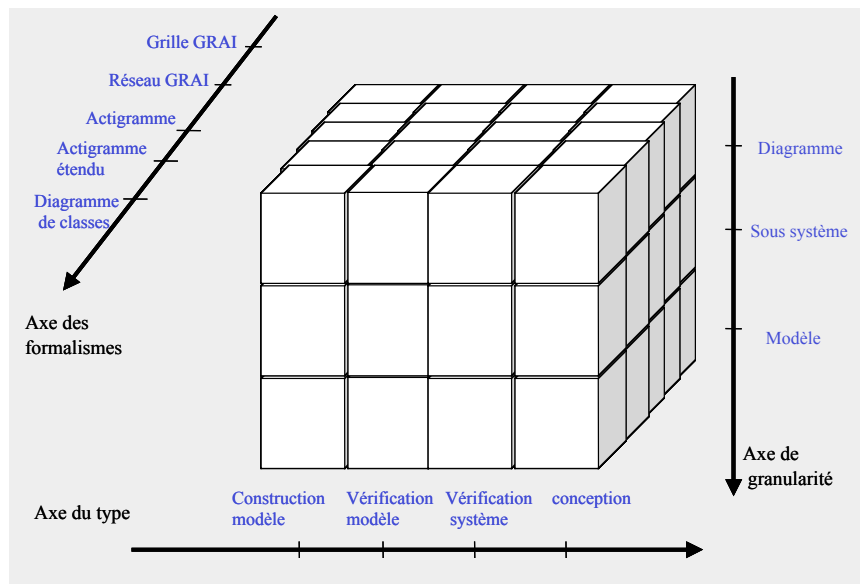 Grille GRAI
Réseau GRAI
Actigramme
Actigramme
étendu
Diagramme
de classes
Axe des
formalismes
Diagramme
Sous système
Modèle
Axe de
granularité
Construction
modèle
Vérification
modèle
Vérification
système
conception
Axe du type